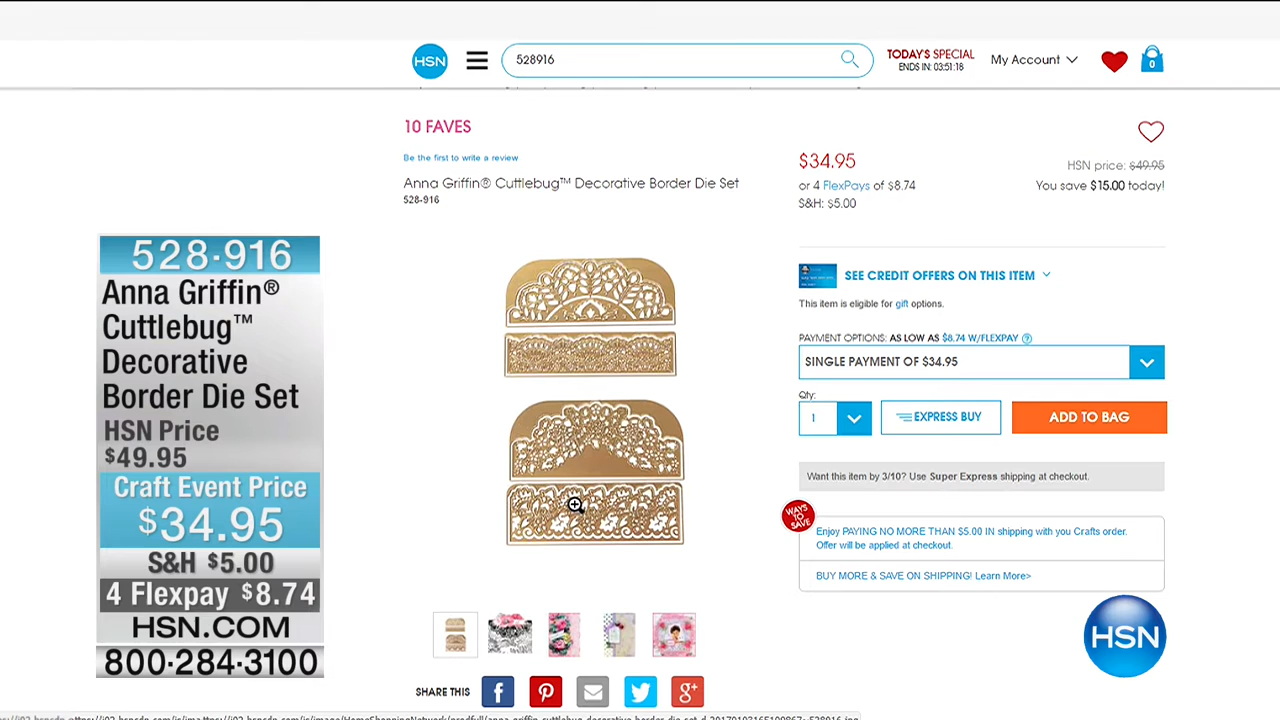 HSN
528916
TODAY'S SPECIAL
ENDS IN: 03:51:18
My Account
0
10 FAVES
Be the first to write a review
Anna Griffin® Cuttlebug™ Decorative Border Die Set
528-916
$34.95
HSN price: $49.95
or 4 FlexPays of $8.74
You save $15.00 today!
S&H: $5.00
SEE CREDIT OFFERS ON THIS ITEM
This item is eligible for gift options.
PAYMENT OPTIONS: AS LOW AS $8.74 W/FLEXPAY ?
SINGLE PAYMENT OF $34.95
Qty:
1
EXPRESS BUY
ADD TO BAG
Want this item by 3/10? Use Super Express shipping at checkout.
WAYS
TO
SAVE
Enjoy PAYING NO MORE THAN $5.00 IN shipping with you Crafts order.
Offer will be applied at checkout.
BUY MORE & SAVE ON SHIPPING! Learn More>
SHARE THIS
528·916
Anna Griffin®
Cuttlebug™
Decorative
Border Die Set
HSN Price
$49.95
Craft Event Price
$34.95
S&H $5.00
4 Flexpay $8.74
HSN.COM
800·284·3100
HSN